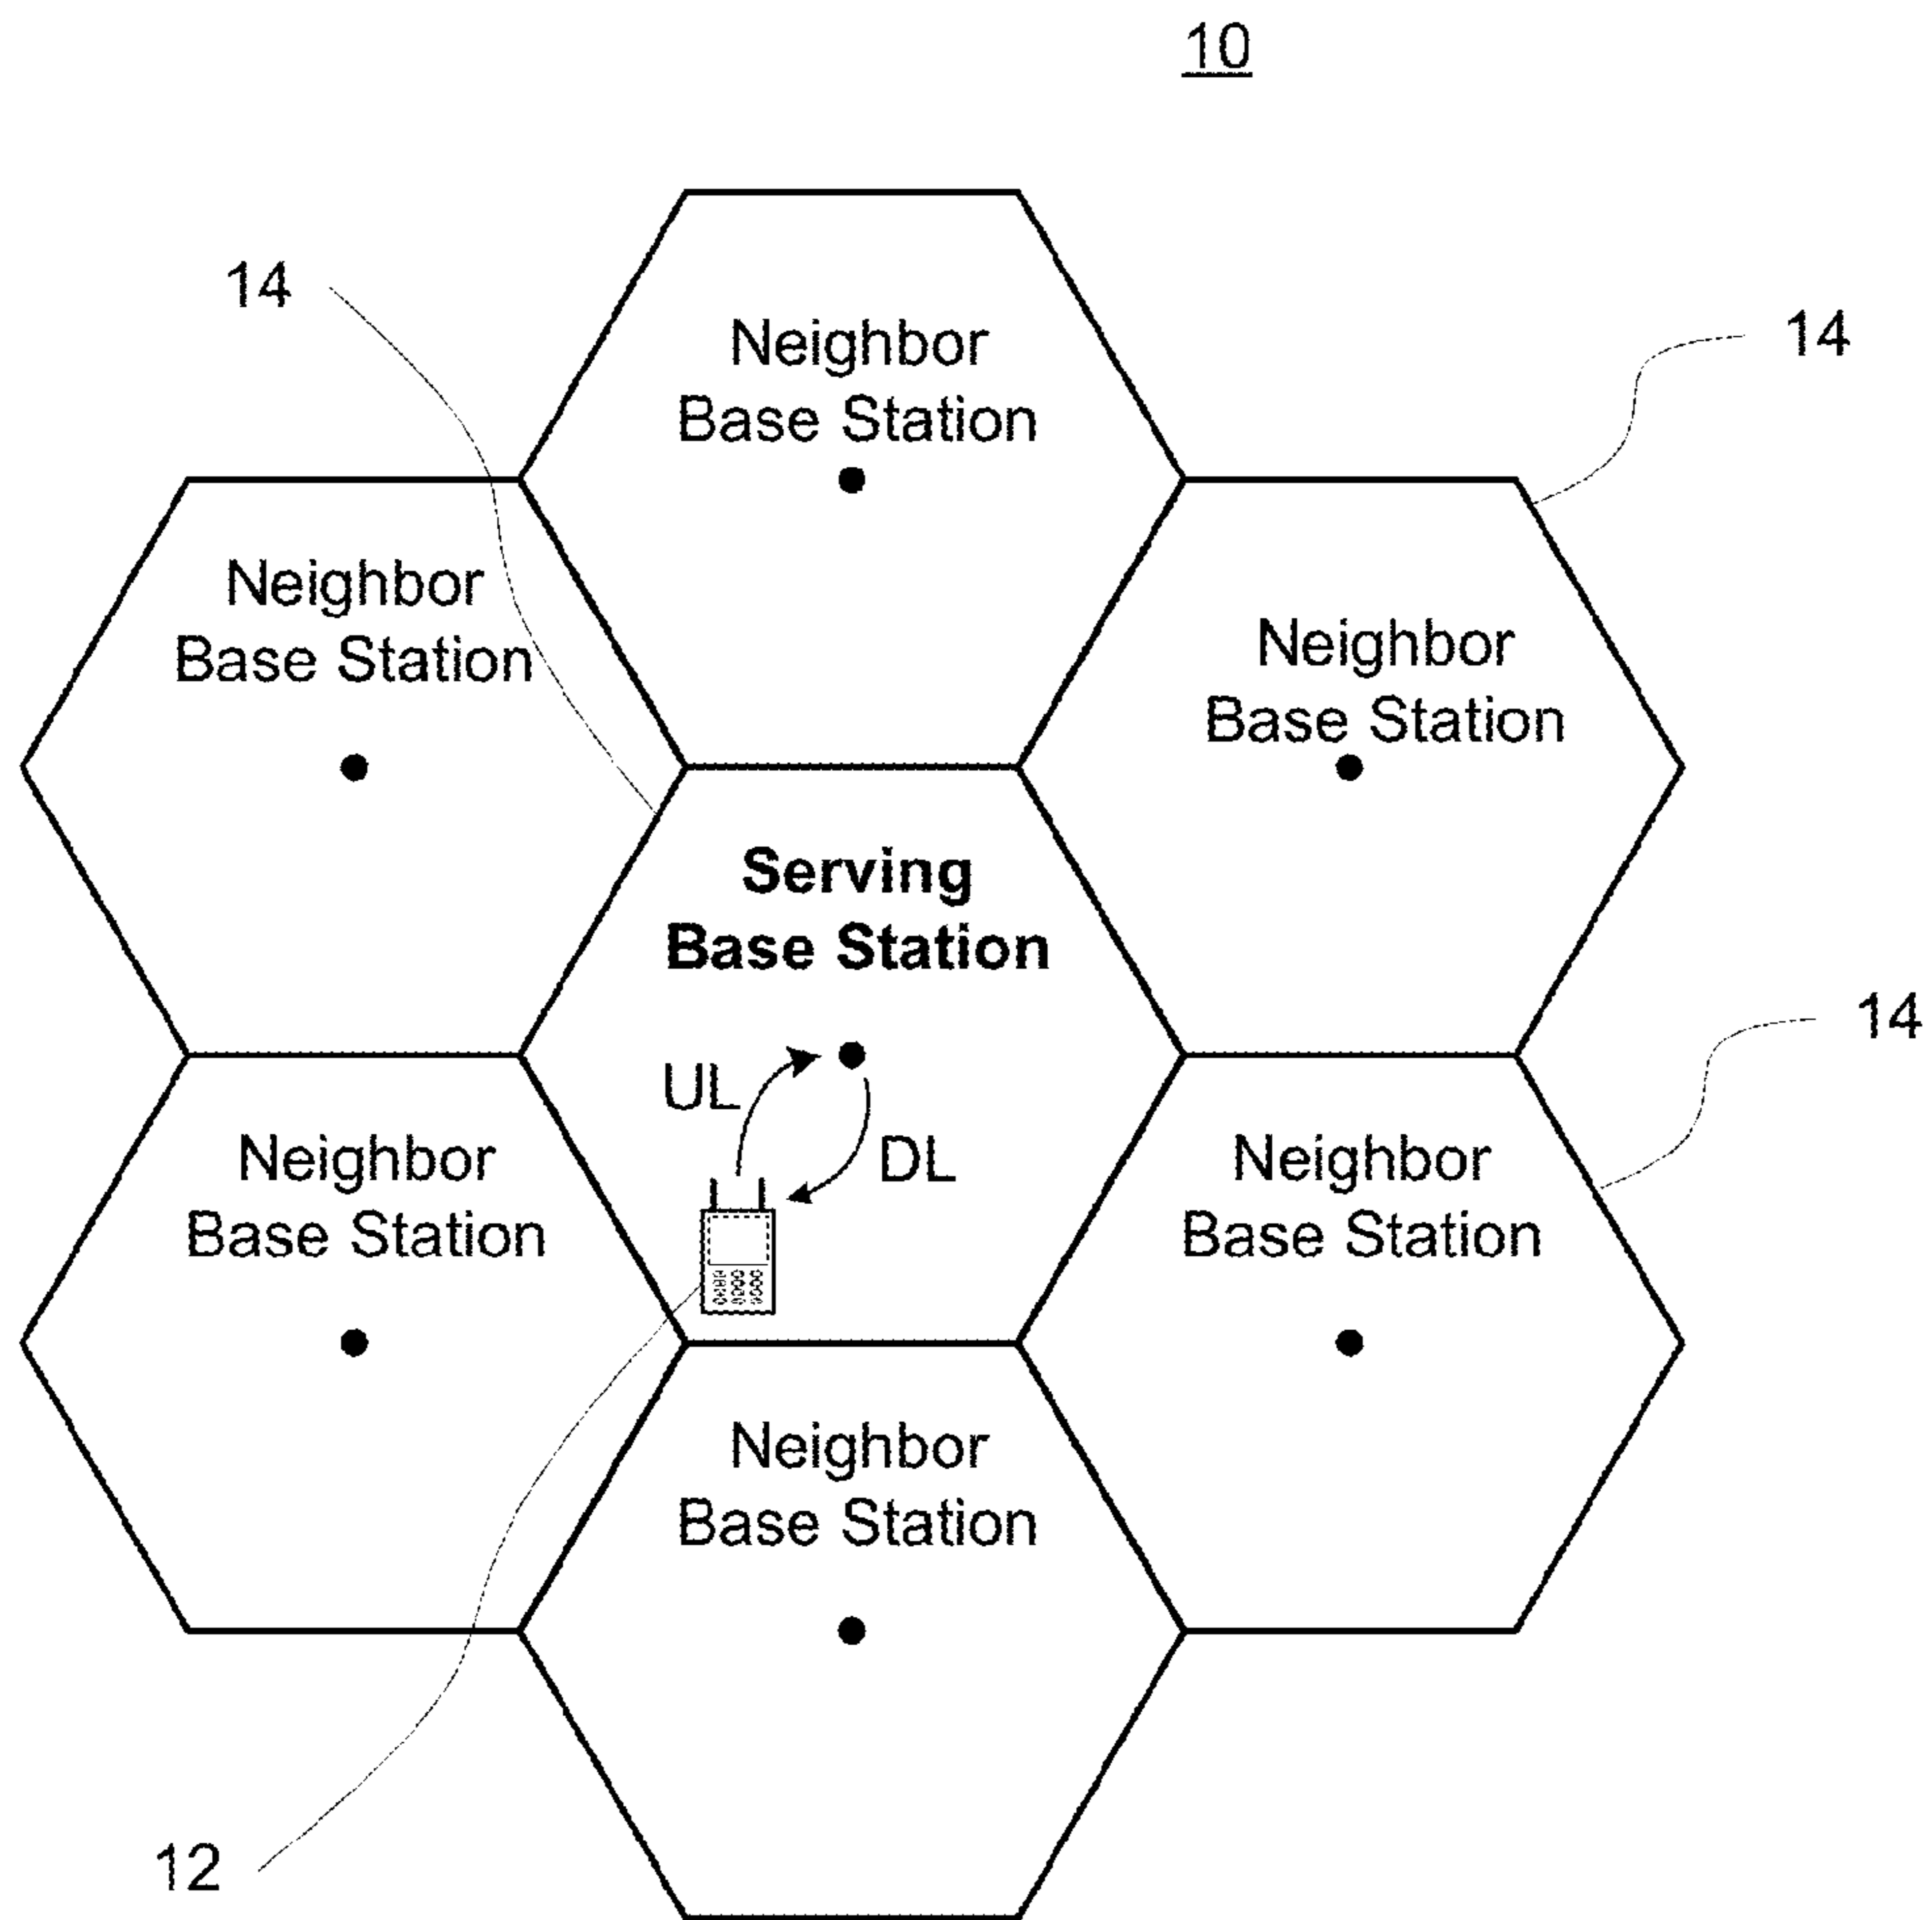 10
14
Neighbor
Base Station
14
Neighbor
Base Station
Neighbor
Base Station
Serving
Base Station
14
UL
DL
Neighbor
Base Station
Neighbor
Base Station
Neighbor
Base Station
12